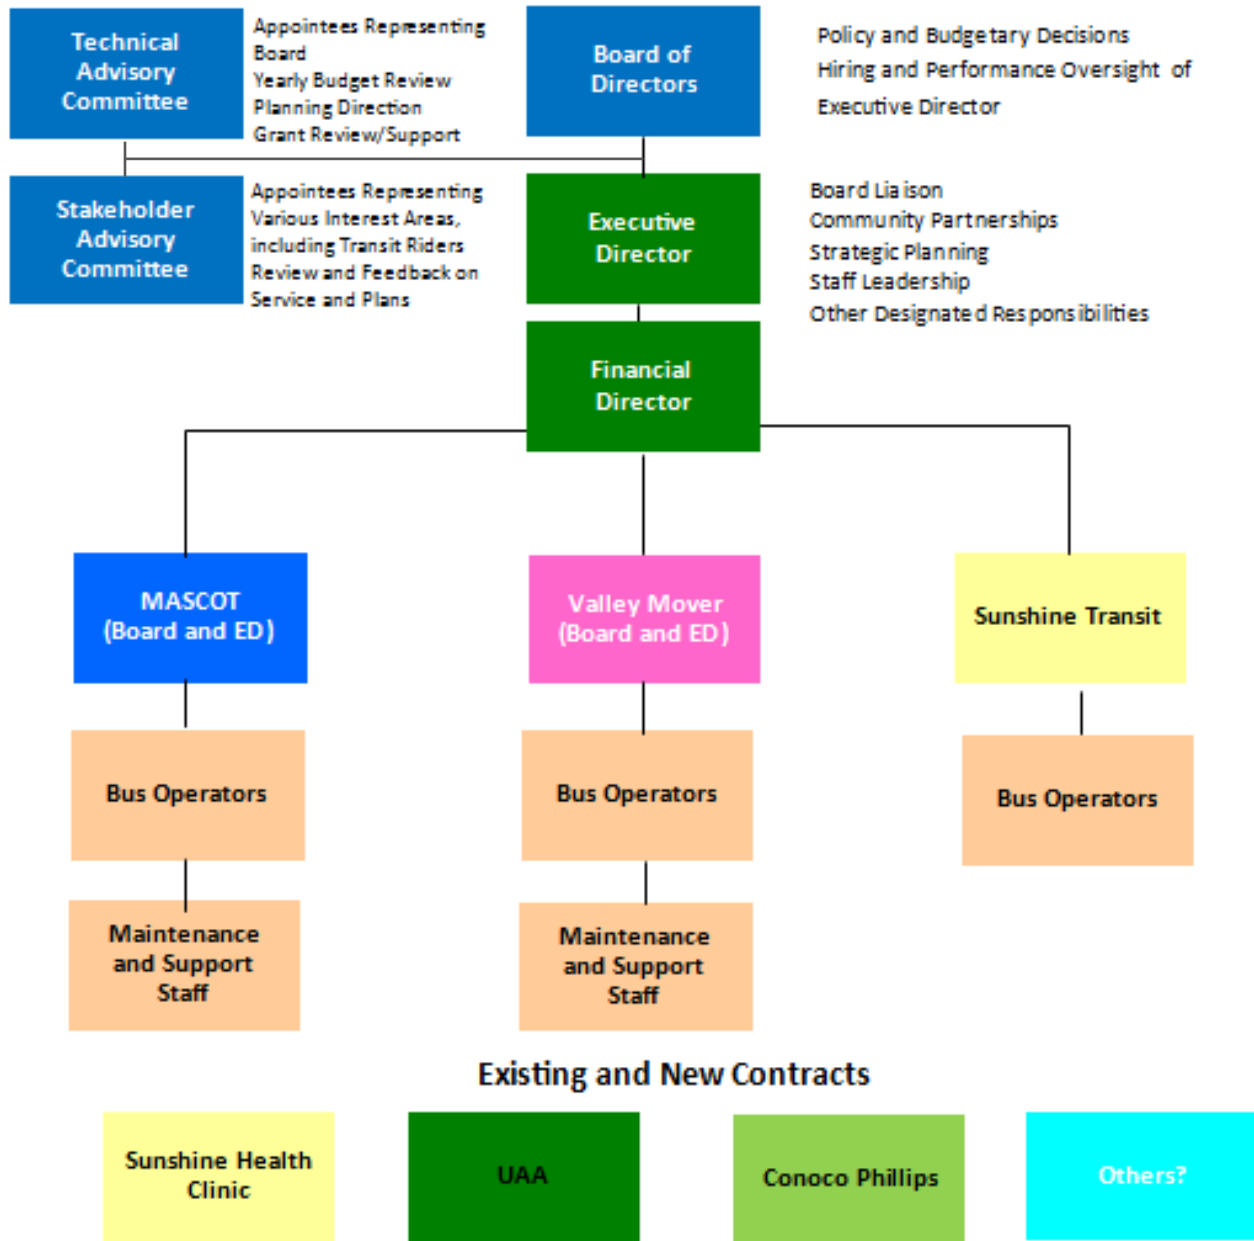 Technical
Advisory
Committee
Appointees Representing
Board
Yearly Budget Review
Planning Direction
Grant Review/Support
Board of
Directors
Policy and Budgetary Decisions
Hiring and Performance Oversight of
Executive Director
Stakeholder
Advisory
Committee
Appointees Representing
Various Interest Areas,
including Transit Riders
Review and Feedback on
Service and Plans
Executive
Director
Board Liaison
Community Partnerships
Strategic Planning
Staff Leadership
Other Designated Responsibilities
Financial
Director
MASCOT
(Board and ED)
Valley Mover
(Board and ED)
Sunshine Transit
Bus Operators
Bus Operators
Bus Operators
Maintenance
and Support
Staff
Maintenance
and Support
Staff
Existing and New Contracts
Sunshine Health
Clinic
UAA
Conoco Phillips
Others?